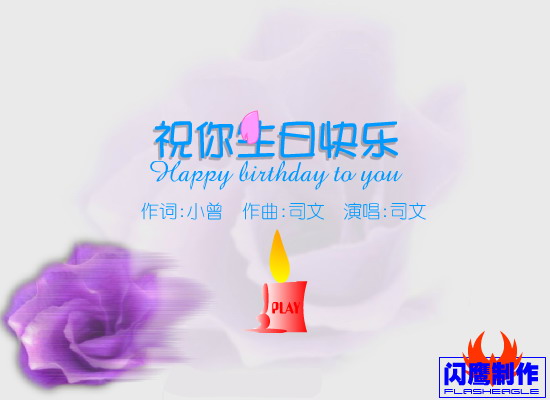 祝你生日快乐
Happy birthday to you
作词:小曾 作曲:司文 演唱:司文
PLAY
闪鹰制作
FLASHEAGLE